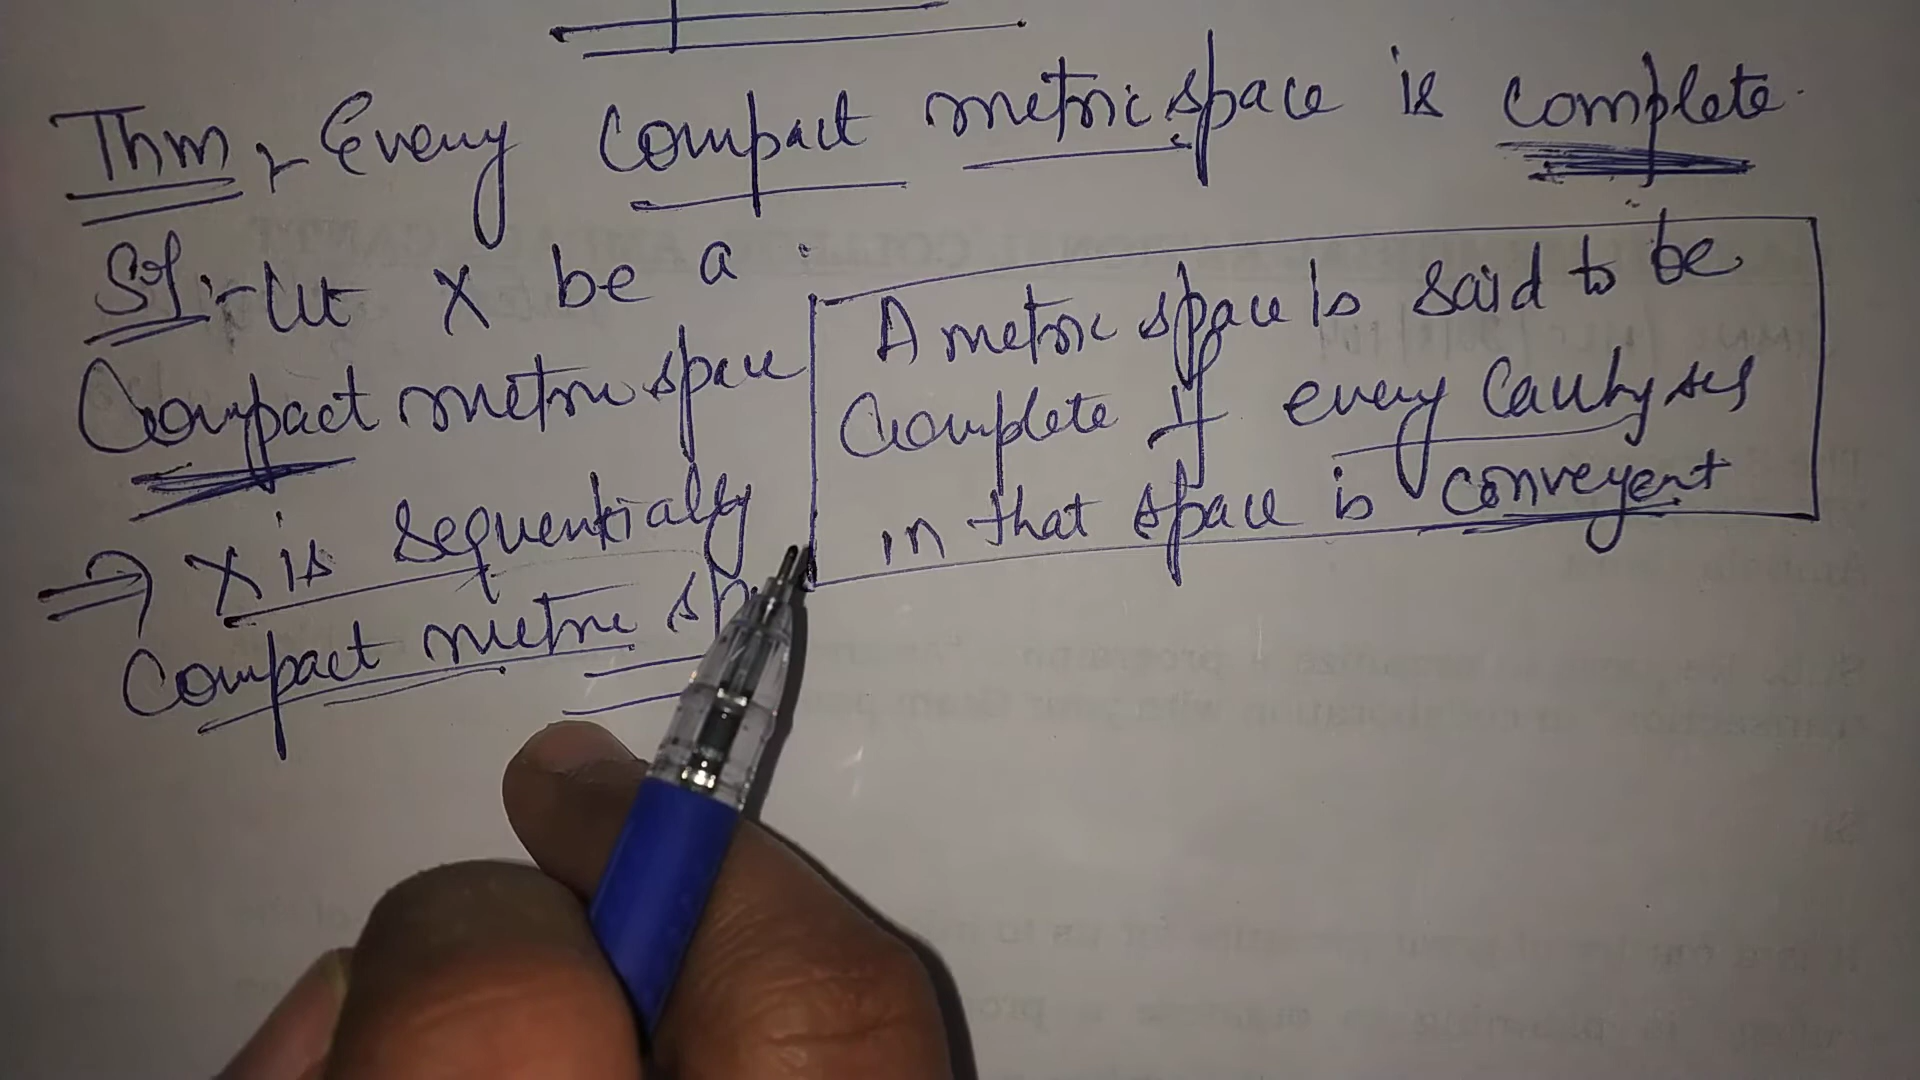 Thm :- Every Compact metric space is complete.
Sol :- let X be a
Compact metric space
⇒ X is sequentially
Compact metric sp
A metric space is said to be
Complete if every Cauchy
in that space is convergent